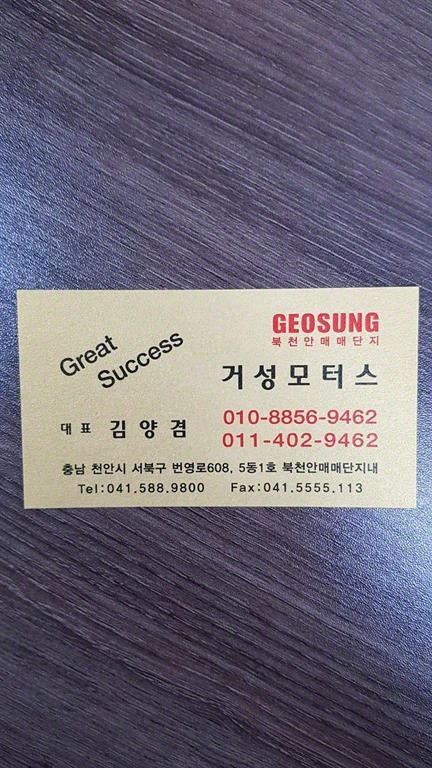 Great
Success
GEOSUNG
북천안매매단지
거성모터스
대표 김양겸
010-8856-9462
011-402-9462
충남 천안시 서북구 번영로608, 5동1호 북천안매매단지내
Tel:041.588.9800 Fax:041.5555.113